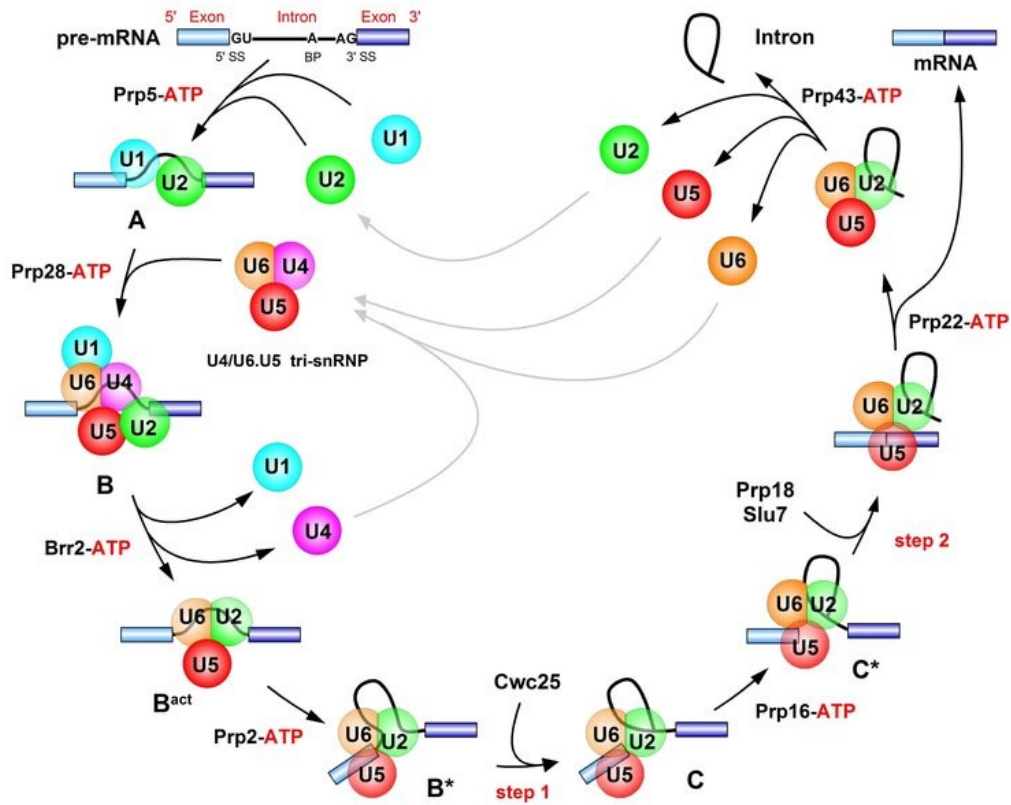 5' Exon Intron Exon 3'
pre-mRNA GU A AG
5' SS BP 3' SS
Prp5-ATP
U1
U2
U1
U2
A
Prp28-ATP
U6 U4
U5
U4/U6.U5 tri-snRNP
U1
U6 U4
U5 U2
B
U1
U4
Brr2-ATP
U6 U2
U5
Bact
Prp2-ATP
U6 U2
U5
B*
Cwc25
step 1
U6 U2
U5
C
Prp16-ATP
U6 U2
U5
C*
Prp18
Slu7
step 2
U6 U2
U5
Prp22-ATP
U6 U2
U5
Prp43-ATP
U2
U5
U6
Intron
mRNA